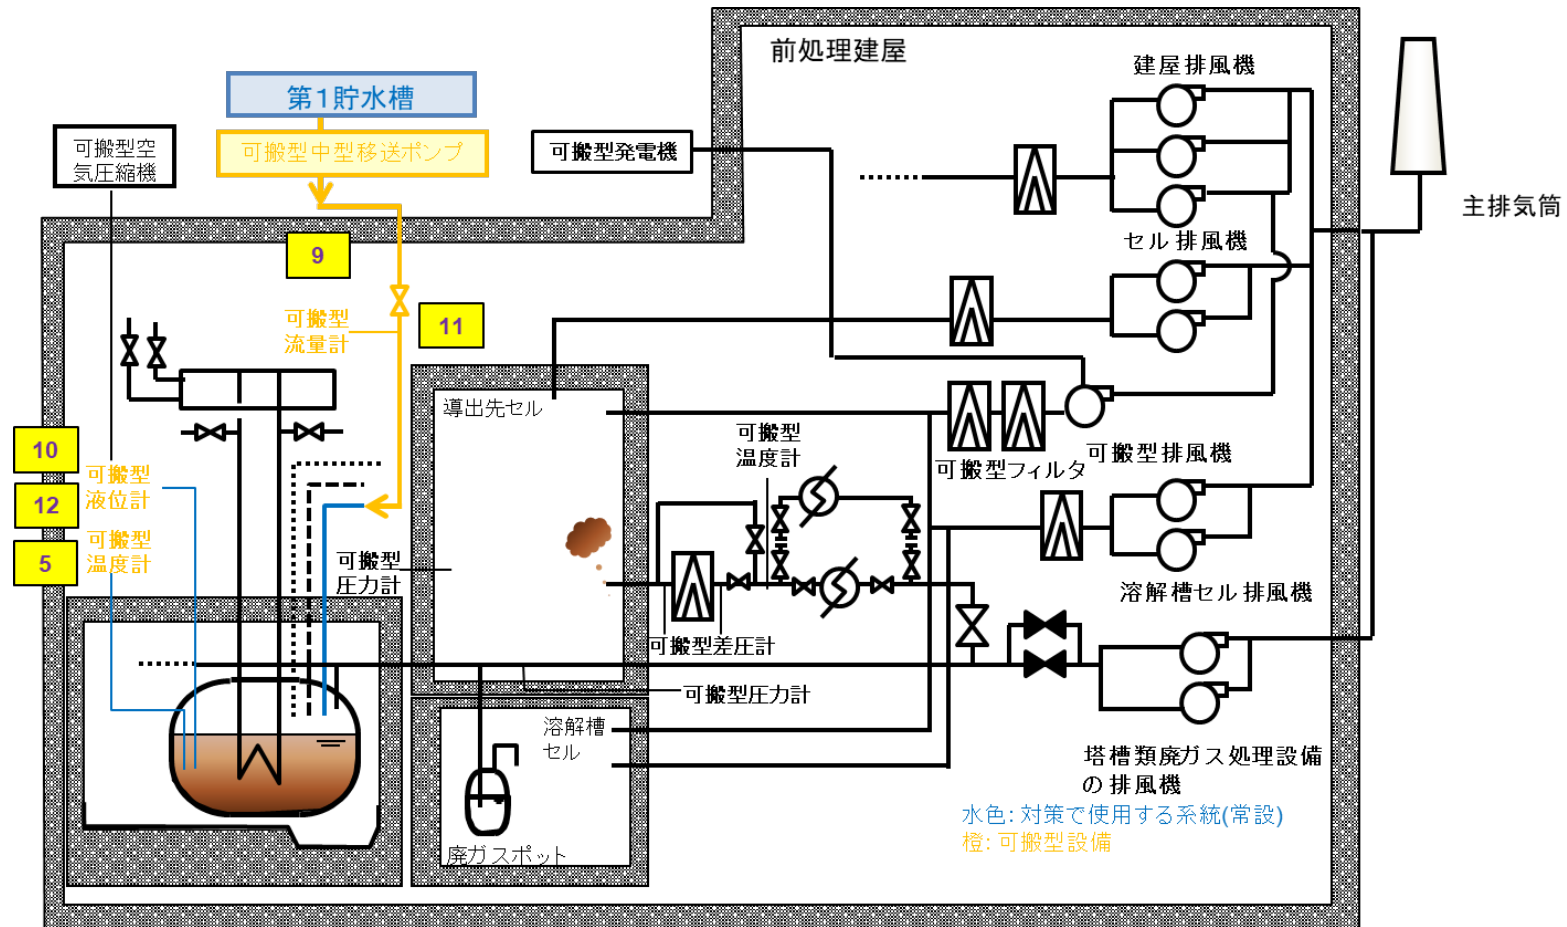 前処理建屋
建屋排風機
第1貯水槽
可搬型空
気圧縮機
可搬型中型移送ポンプ
可搬型発電機
主排気筒
セル排風機
9
可搬型
流量計
11
導出先セル
10
可搬型
液位計
12
可搬型
温度計
5
可搬型
圧力計
可搬型
温度計
可搬型フィルタ
可搬型排風機
溶解槽セル排風機
可搬型差圧計
可搬型圧力計
溶解槽
セル
廃ガスポット
塔槽類廃ガス処理設備
の排風機
水色：対策で使用する系統(常設)
橙：可搬型設備